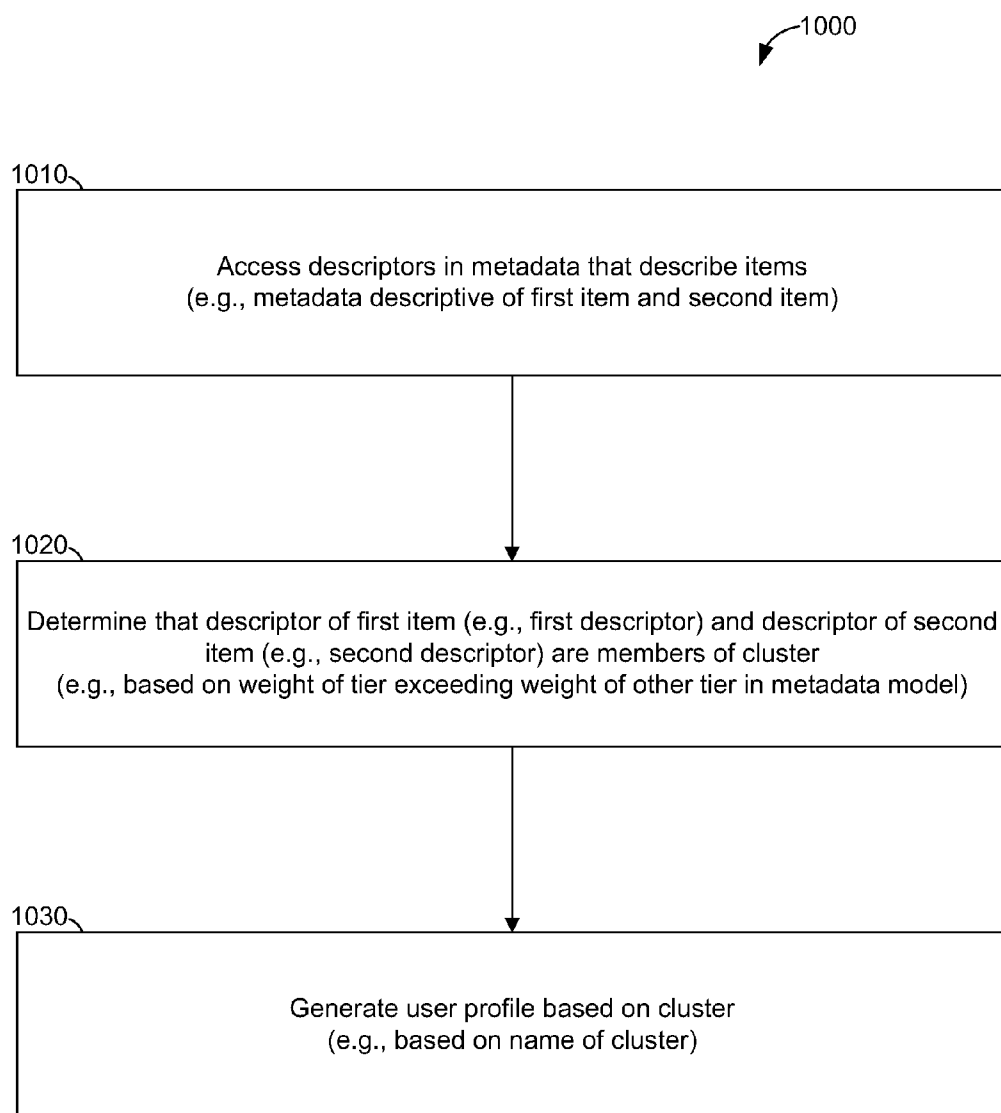 1000
1010
Access descriptors in metadata that describe items
(e.g., metadata descriptive of first item and second item)
1020
Determine that descriptor of first item (e.g., first descriptor) and descriptor of second
item (e.g., second descriptor) are members of cluster
(e.g., based on weight of tier exceeding weight of other tier in metadata model)
1030
Generate user profile based on cluster
(e.g., based on name of cluster)